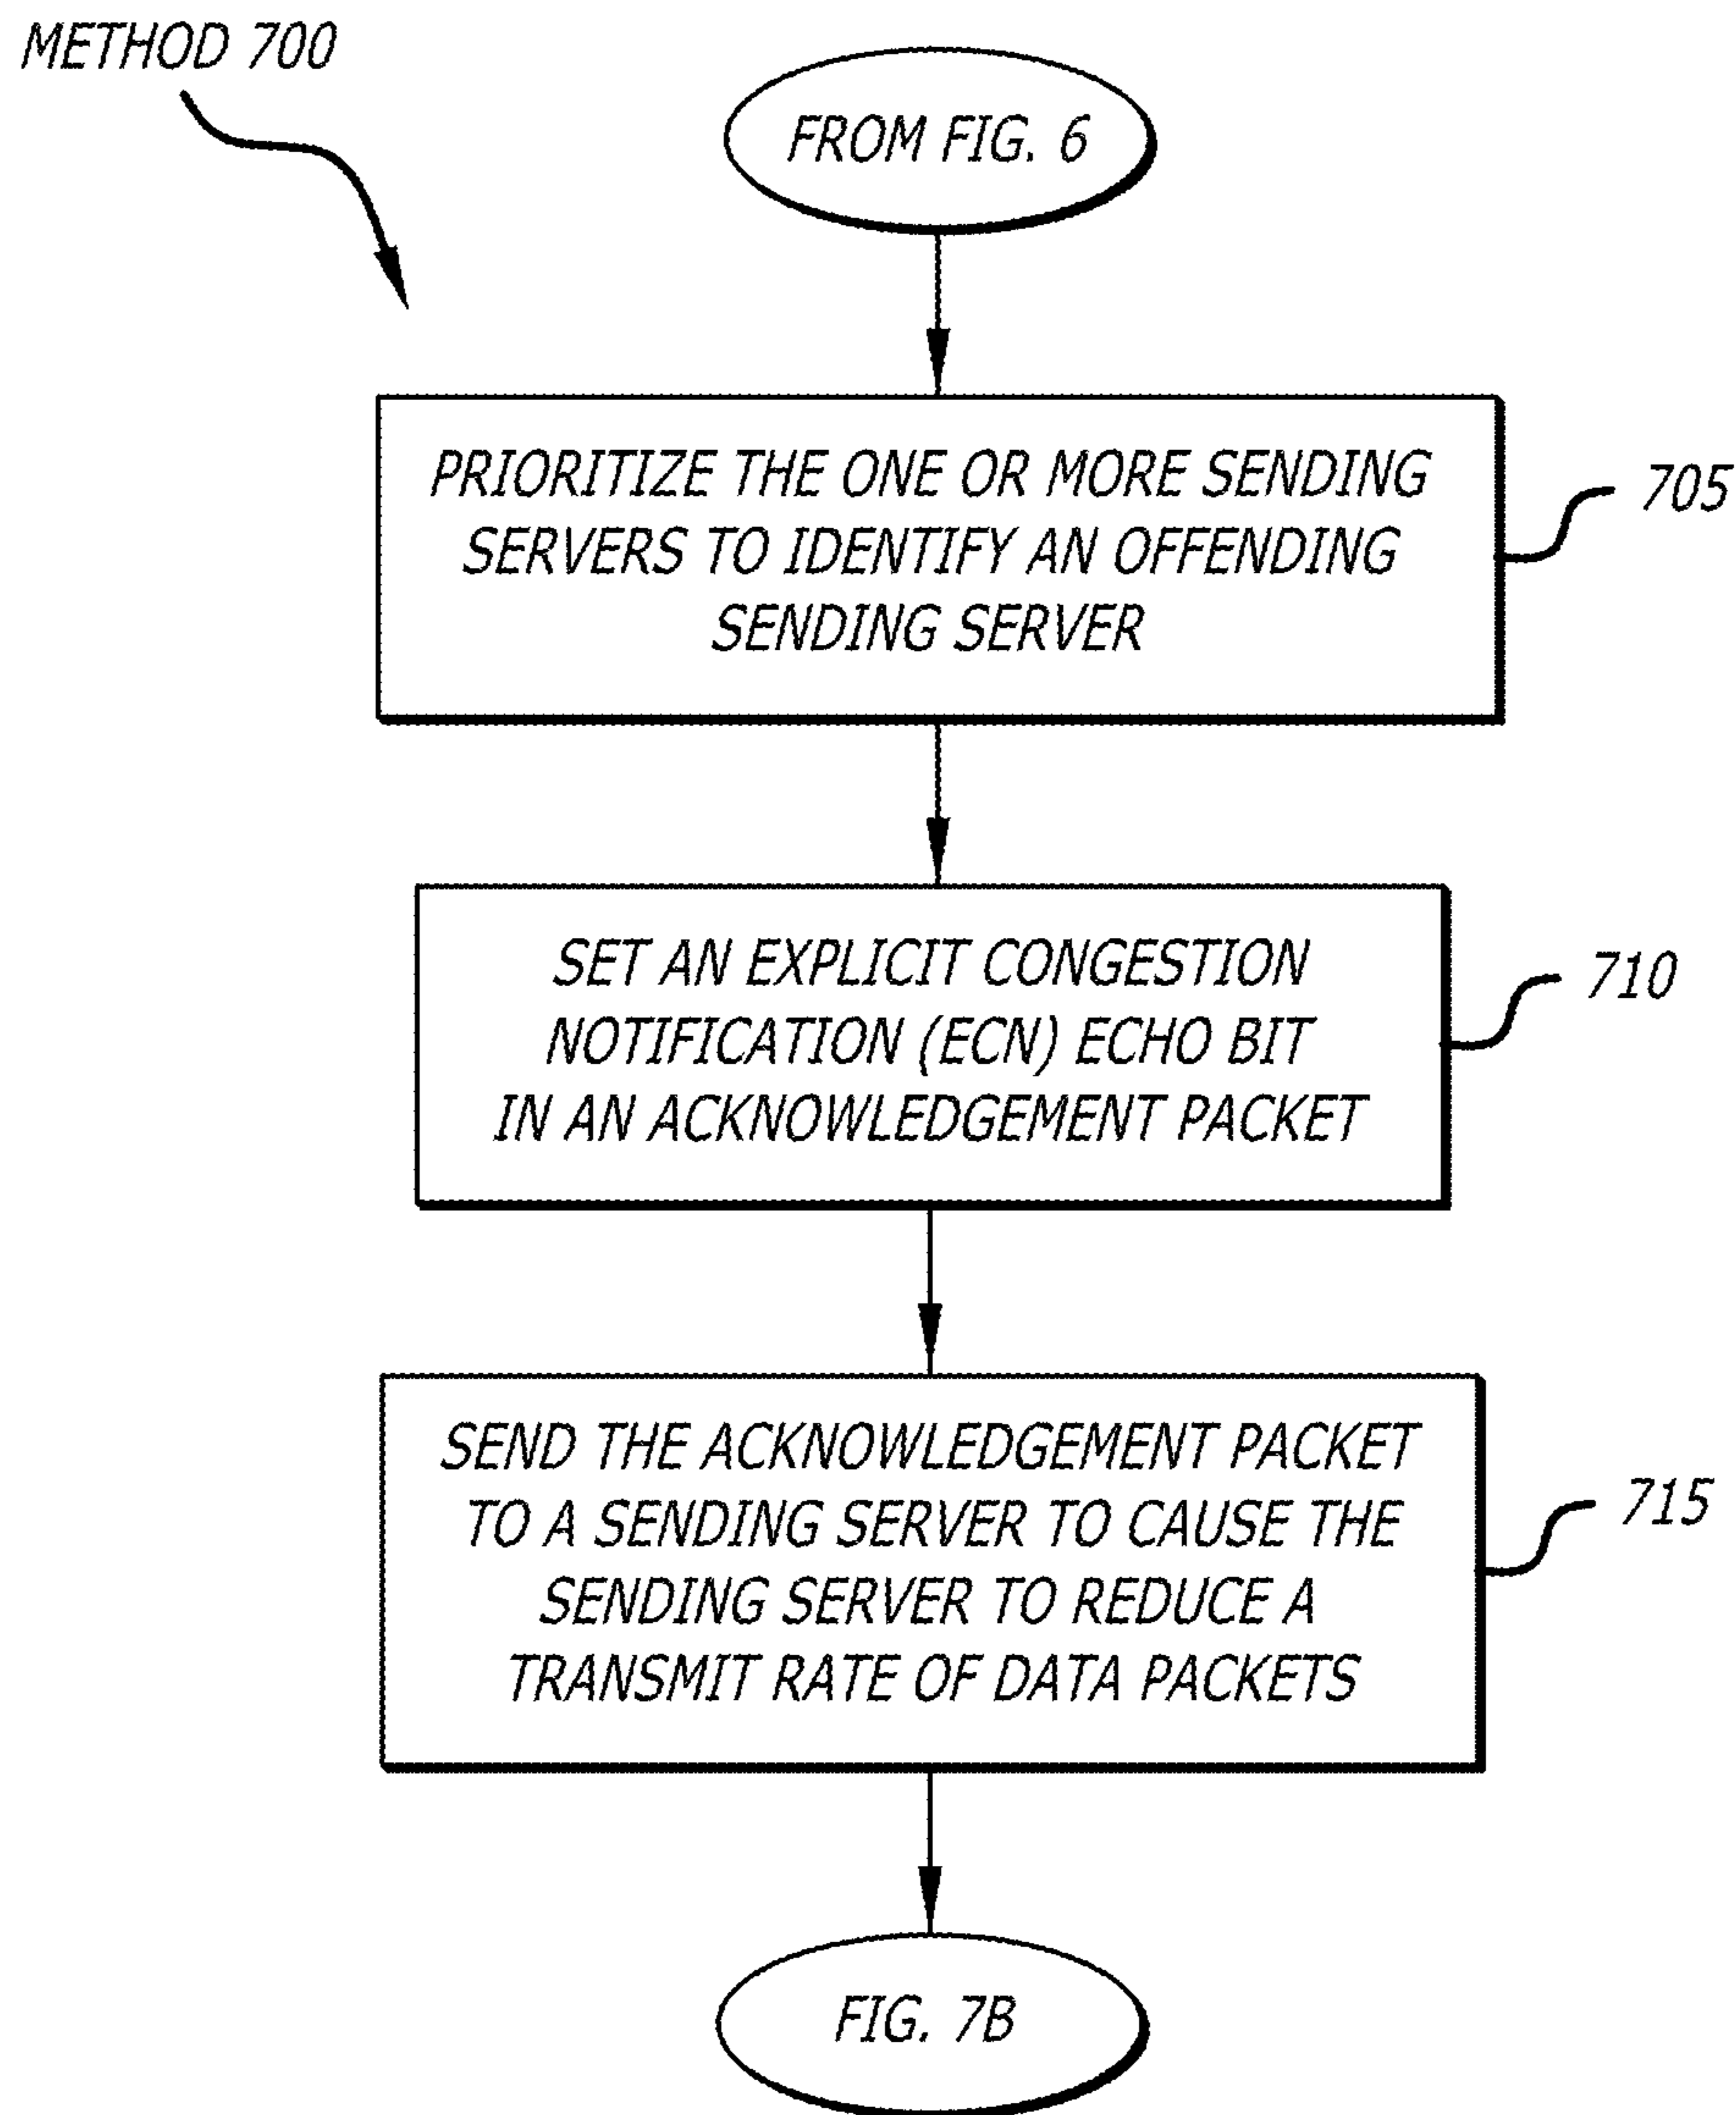 METHOD 700
FROM FIG. 6
PRIORITIZE THE ONE OR MORE SENDING
SERVERS TO IDENTIFY AN OFFENDING
SENDING SERVER
705
SET AN EXPLICIT CONGESTION
NOTIFICATION (ECN) ECHO BIT
IN AN ACKNOWLEDGEMENT PACKET
710
SEND THE ACKNOWLEDGEMENT PACKET
TO A SENDING SERVER TO CAUSE THE
SENDING SERVER TO REDUCE A
TRANSMIT RATE OF DATA PACKETS
715
FIG. 7B